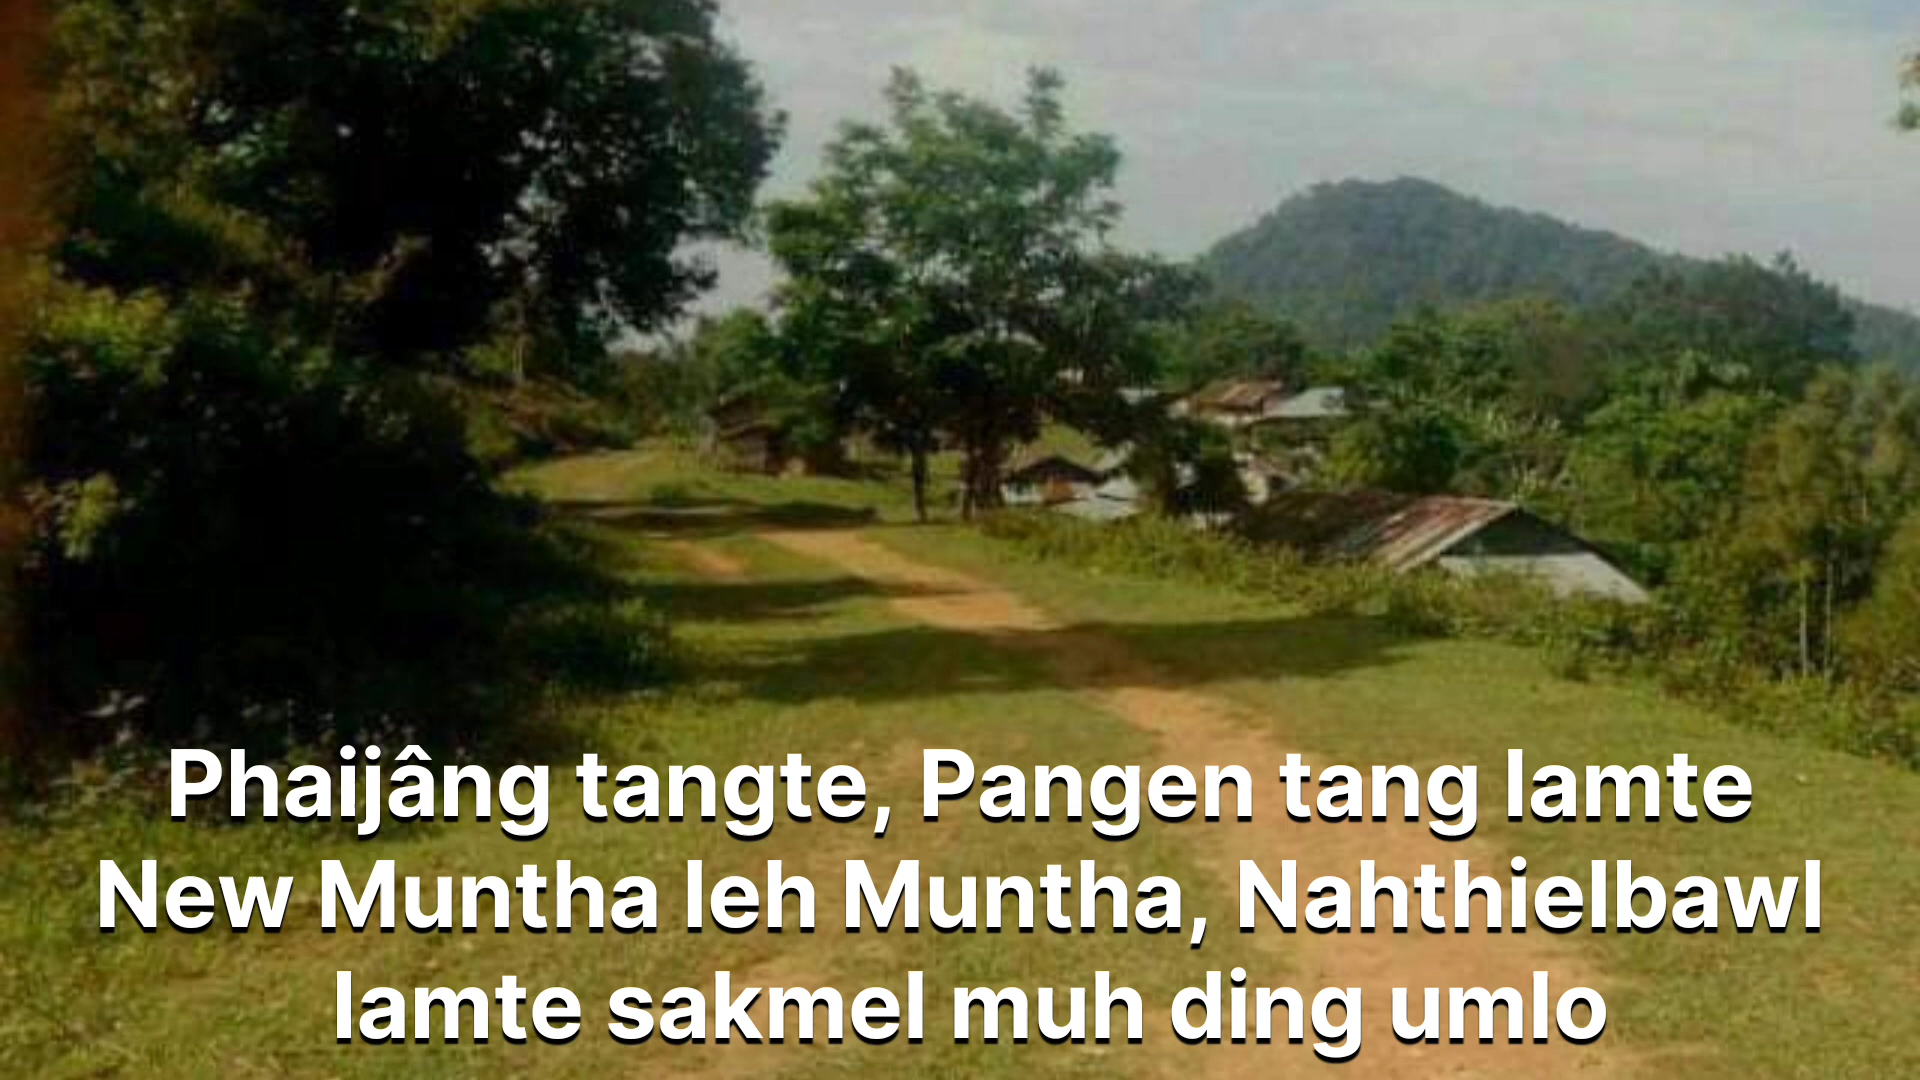 Phaijâng tangte, Pangen tang lamte
New Muntha leh Muntha, Nahthielbawl
lamte sakmel muh ding umlo